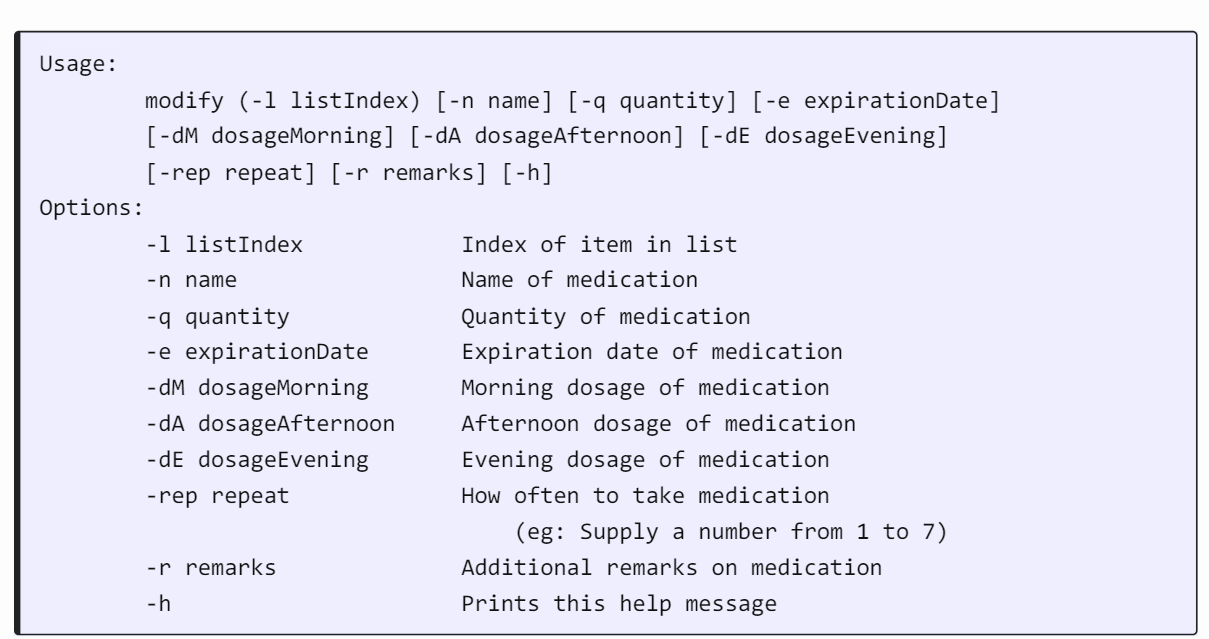 Usage:
        modify (-l listIndex) [-n name] [-q quantity] [-e expirationDate]
        [-dM dosageMorning] [-dA dosageAfternoon] [-dE dosageEvening]
        [-rep repeat] [-r remarks] [-h]
Options:
        -l listIndex            Index of item in list
        -n name                 Name of medication
        -q quantity             Quantity of medication
        -e expirationDate       Expiration date of medication
        -dM dosageMorning       Morning dosage of medication
        -dA dosageAfternoon     Afternoon dosage of medication
        -dE dosageEvening       Evening dosage of medication
        -rep repeat             How often to take medication
                                    (eg: Supply a number from 1 to 7)
        -r remarks              Additional remarks on medication
        -h                      Prints this help message